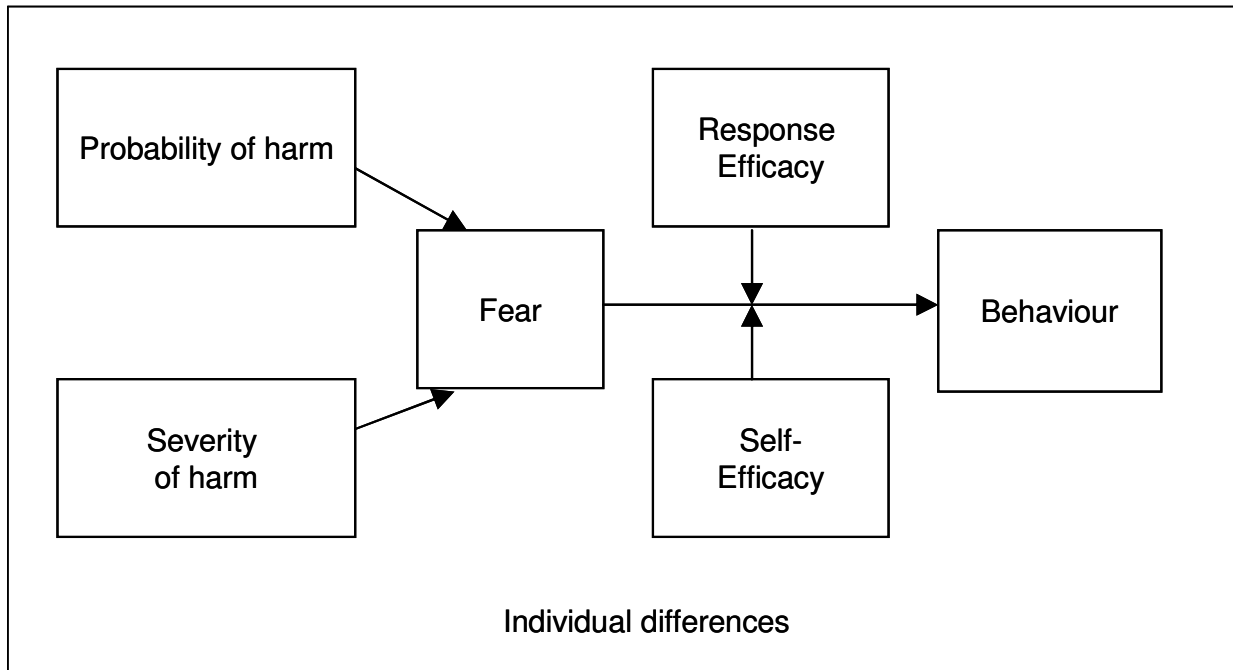 Probability of harm
Response
Efficacy
Fear
Behaviour
Severity
of harm
Self-
Efficacy
Individual differences